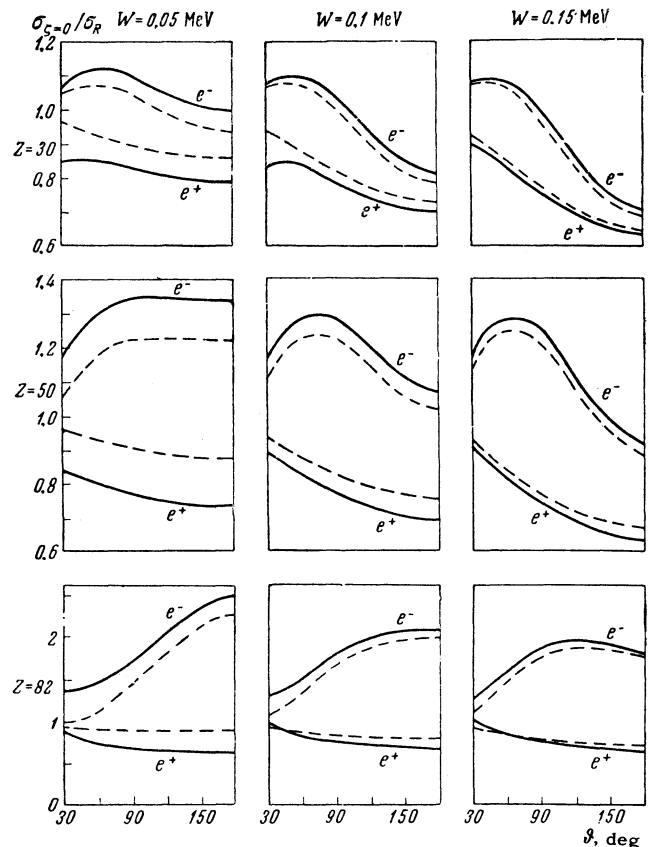 σζ=0/σR W=0,05 MeV W=0,1 MeV W=0.15 MeV
1,2
e⁻ e⁻ e⁻
1,0
Z=30
0,8
e⁺ e⁺ e⁺
0,6
1,4
e⁻ e⁻ e⁻
1,2
Z=50
1,0
0,8
e⁺ e⁺ e⁺
0,6
e⁻ e⁻ e⁻
2
Z=82
1
e⁺ e⁺ e⁺
0
30 90 150 30 90 150 30 90 150
ϑ, deg